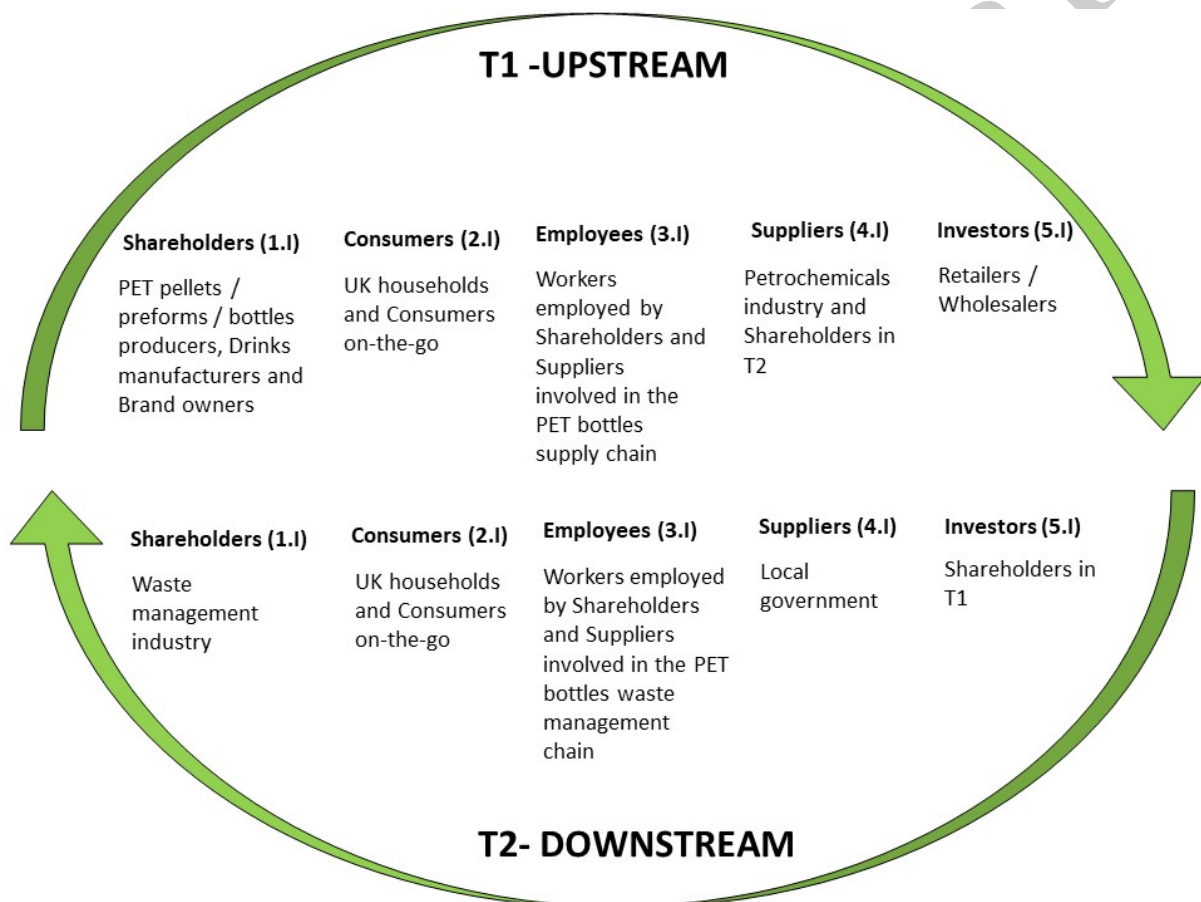 T1 -UPSTREAM
Shareholders (1.I)
PET pellets /
preforms / bottles
producers, Drinks
manufacturers and
Brand owners
Consumers (2.I)
UK households
and Consumers
on-the-go
Employees (3.I)
Workers
employed by
Shareholders and
Suppliers
involved in the
PET bottles
supply chain
Suppliers (4.I)
Petrochemicals
industry and
Shareholders in
T2
Investors (5.I)
Retailers /
Wholesalers
Shareholders (1.I)
Waste
management
industry
Consumers (2.I)
UK households
and Consumers
on-the-go
Employees (3.I)
Workers employed
by Shareholders
and Suppliers
involved in the PET
bottles waste
management
chain
Suppliers (4.I)
Local
government
Investors (5.I)
Shareholders in
T1
T2- DOWNSTREAM